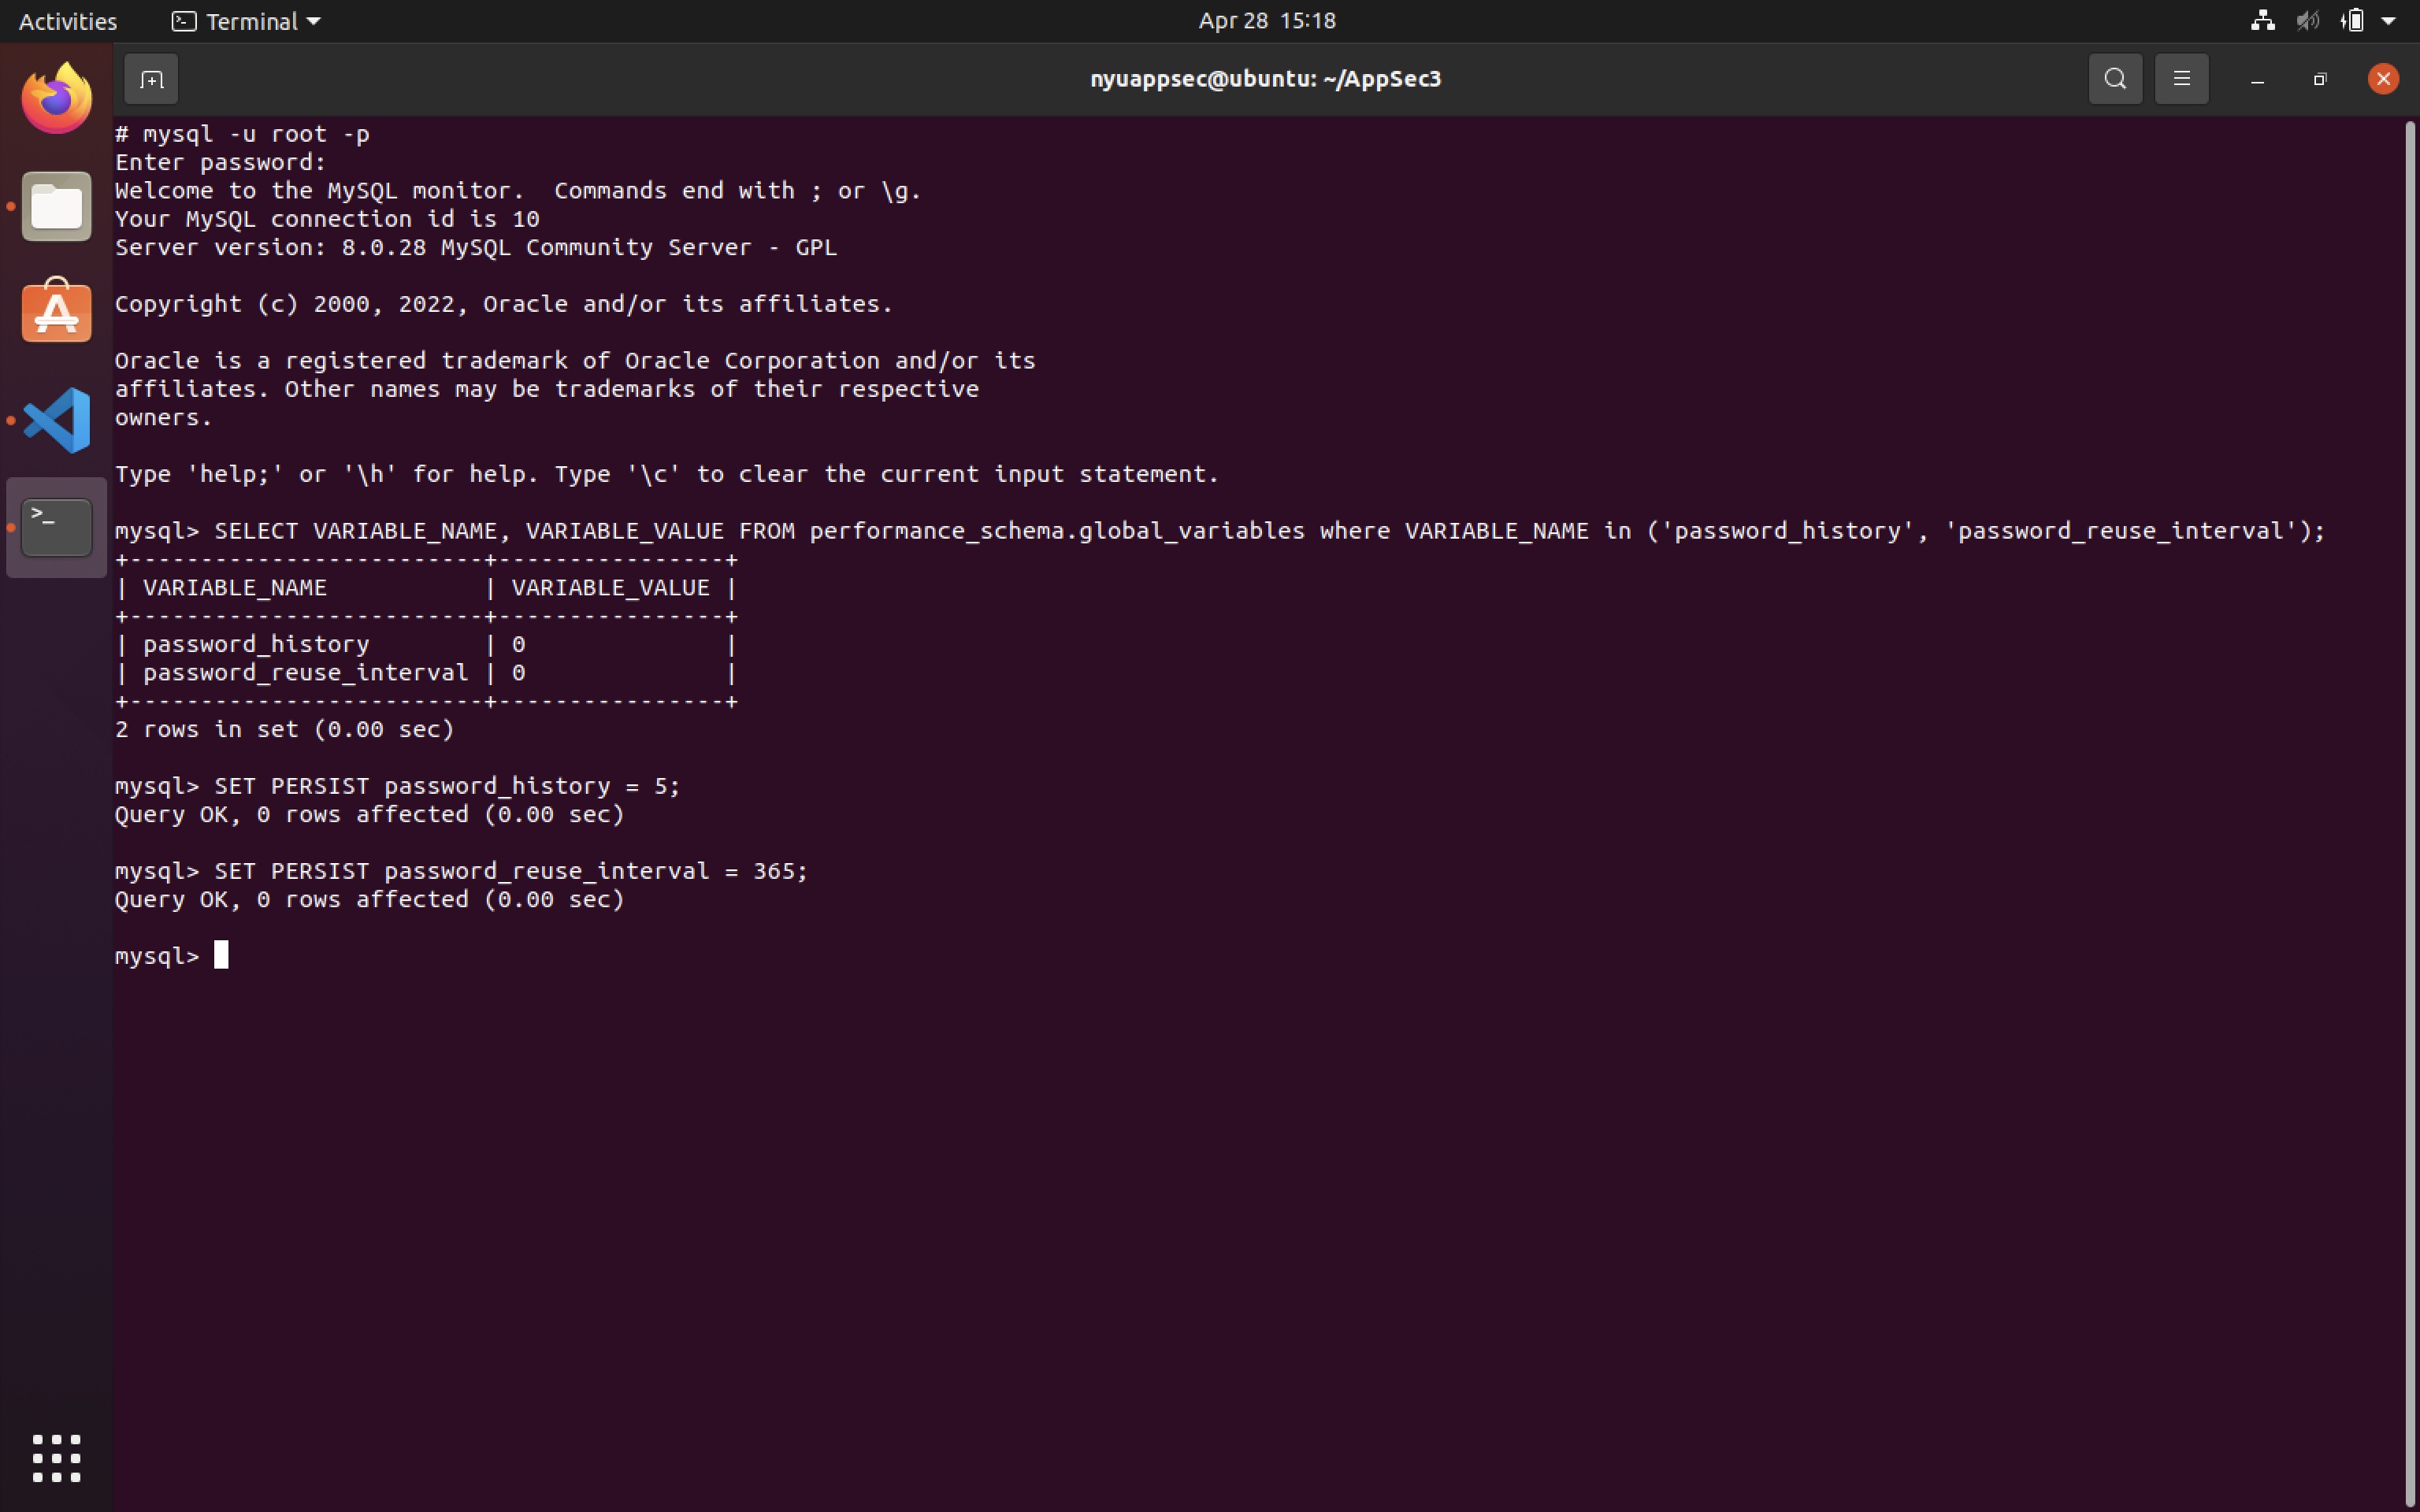 Activities
Terminal
Apr 28 15:18
nyuappsec@ubuntu: ~/AppSec3
# mysql -u root -p
Enter password:
Welcome to the MySQL monitor.  Commands end with ; or \g.
Your MySQL connection id is 10
Server version: 8.0.28 MySQL Community Server - GPL
Copyright (c) 2000, 2022, Oracle and/or its affiliates.
Oracle is a registered trademark of Oracle Corporation and/or its
affiliates. Other names may be trademarks of their respective
owners.
Type 'help;' or '\h' for help. Type '\c' to clear the current input statement.
mysql> SELECT VARIABLE_NAME, VARIABLE_VALUE FROM performance_schema.global_variables where VARIABLE_NAME in ('password_history', 'password_reuse_interval');
+-------------------------+----------------+
| VARIABLE_NAME           | VARIABLE_VALUE |
+-------------------------+----------------+
| password_history        | 0              |
| password_reuse_interval | 0              |
+-------------------------+----------------+
2 rows in set (0.00 sec)
mysql> SET PERSIST password_history = 5;
Query OK, 0 rows affected (0.00 sec)
mysql> SET PERSIST password_reuse_interval = 365;
Query OK, 0 rows affected (0.00 sec)
mysql>